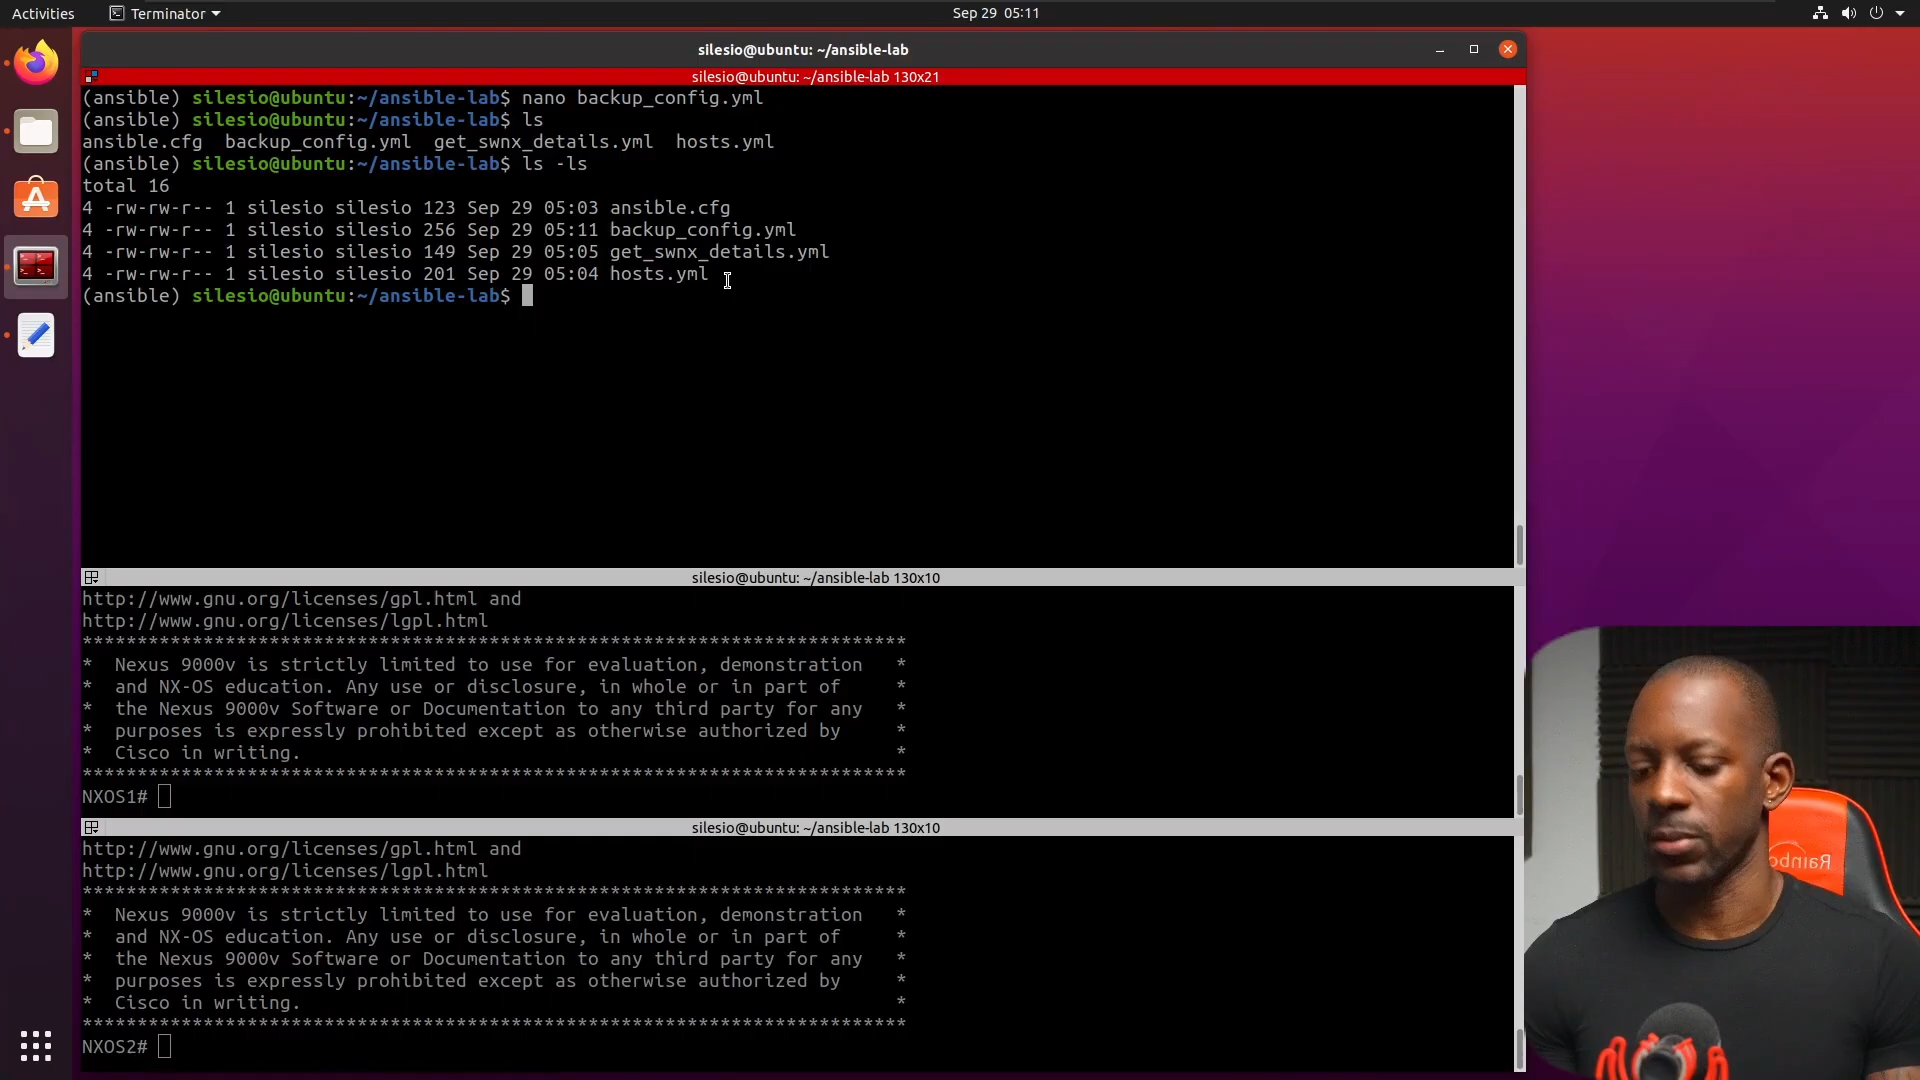 Activities
Terminator
Sep 29 05:11
silesio@ubuntu: ~/ansible-lab
silesio@ubuntu: ~/ansible-lab 130x21
(ansible) silesio@ubuntu:~/ansible-lab$ nano backup_config.yml
(ansible) silesio@ubuntu:~/ansible-lab$ ls
ansible.cfg  backup_config.yml  get_swnx_details.yml  hosts.yml
(ansible) silesio@ubuntu:~/ansible-lab$ ls -ls
total 16
4 -rw-rw-r-- 1 silesio silesio 123 Sep 29 05:03 ansible.cfg
4 -rw-rw-r-- 1 silesio silesio 256 Sep 29 05:11 backup_config.yml
4 -rw-rw-r-- 1 silesio silesio 149 Sep 29 05:05 get_swnx_details.yml
4 -rw-rw-r-- 1 silesio silesio 201 Sep 29 05:04 hosts.yml
(ansible) silesio@ubuntu:~/ansible-lab$
silesio@ubuntu: ~/ansible-lab 130x10
http://www.gnu.org/licenses/gpl.html and
http://www.gnu.org/licenses/lgpl.html
***************************************************************************
*  Nexus 9000v is strictly limited to use for evaluation, demonstration   *
*  and NX-OS education. Any use or disclosure, in whole or in part of     *
*  the Nexus 9000v Software or Documentation to any third party for any   *
*  purposes is expressly prohibited except as otherwise authorized by     *
*  Cisco in writing.                                                      *
***************************************************************************
NXOS1#
silesio@ubuntu: ~/ansible-lab 130x10
http://www.gnu.org/licenses/gpl.html and
http://www.gnu.org/licenses/lgpl.html
***************************************************************************
*  Nexus 9000v is strictly limited to use for evaluation, demonstration   *
*  and NX-OS education. Any use or disclosure, in whole or in part of     *
*  the Nexus 9000v Software or Documentation to any third party for any   *
*  purposes is expressly prohibited except as otherwise authorized by     *
*  Cisco in writing.                                                      *
***************************************************************************
NXOS2#
Rainbo